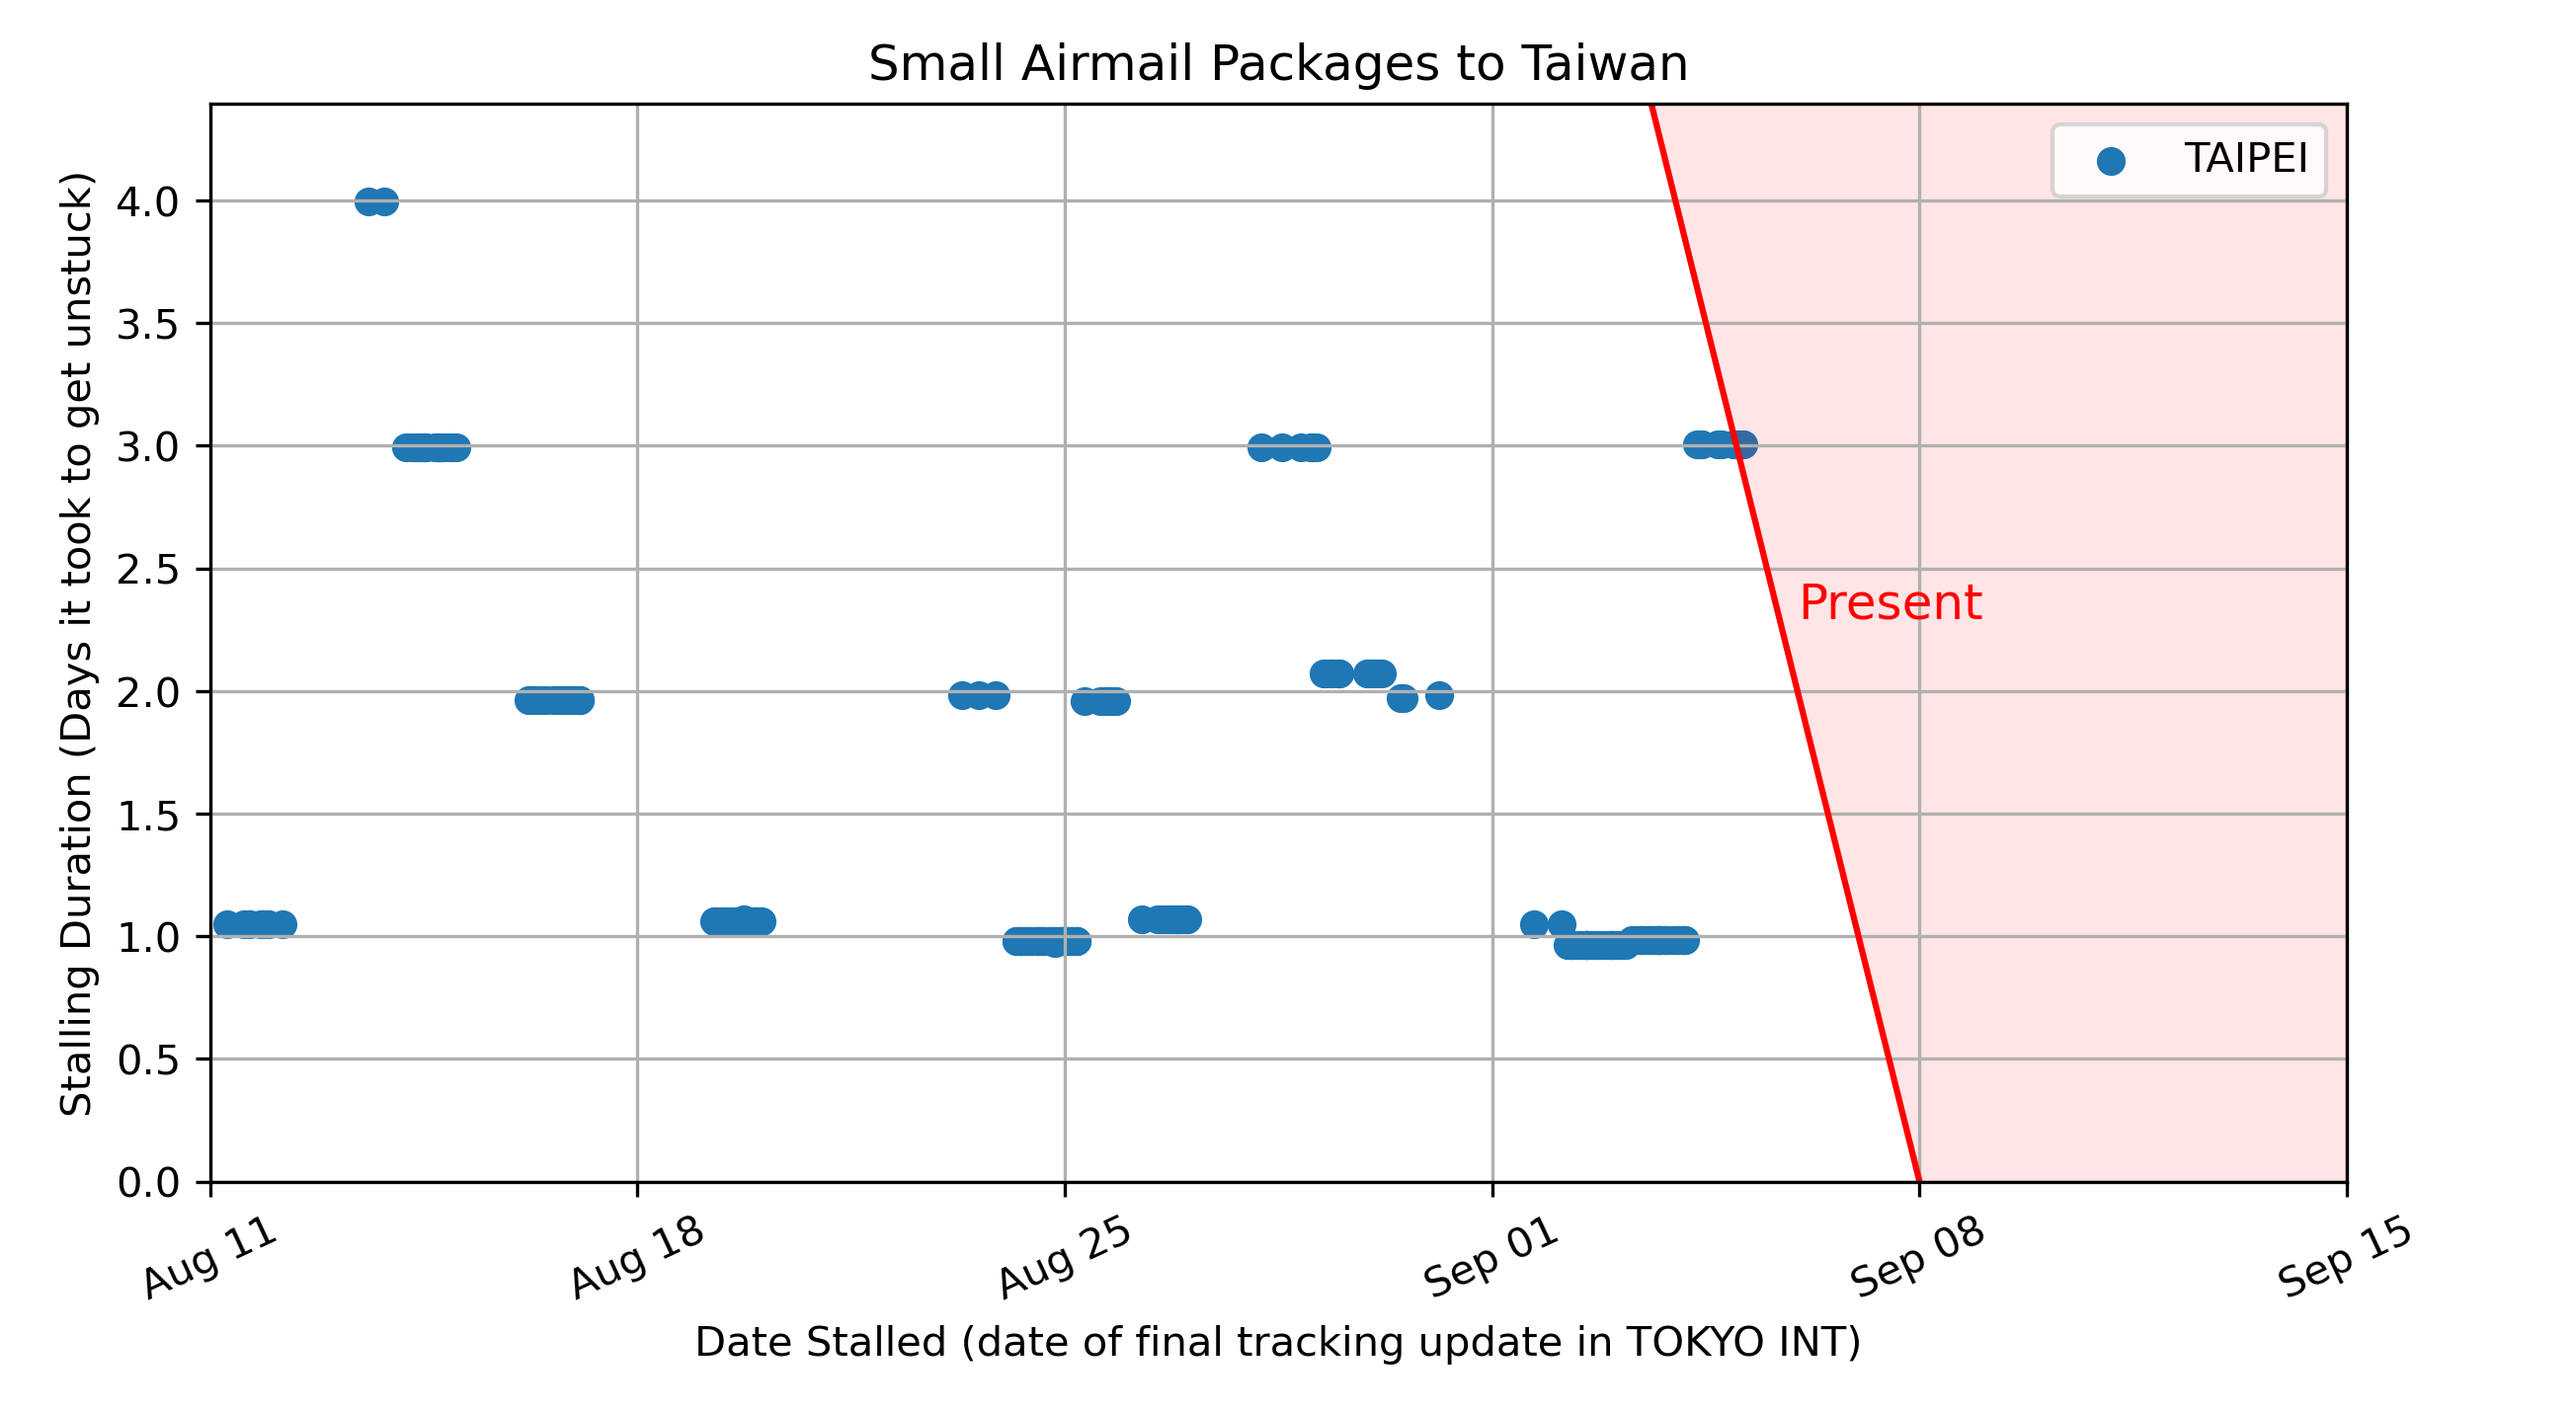 Small Airmail Packages to Taiwan
TAIPEI
Stalling Duration (Days it took to get unstuck)
4.0
3.5
3.0
2.5
2.0
1.5
1.0
0.5
0.0
Present
Aug 11
Aug 18
Aug 25
Sep 01
Sep 08
Sep 15
Date Stalled (date of final tracking update in TOKYO INT)